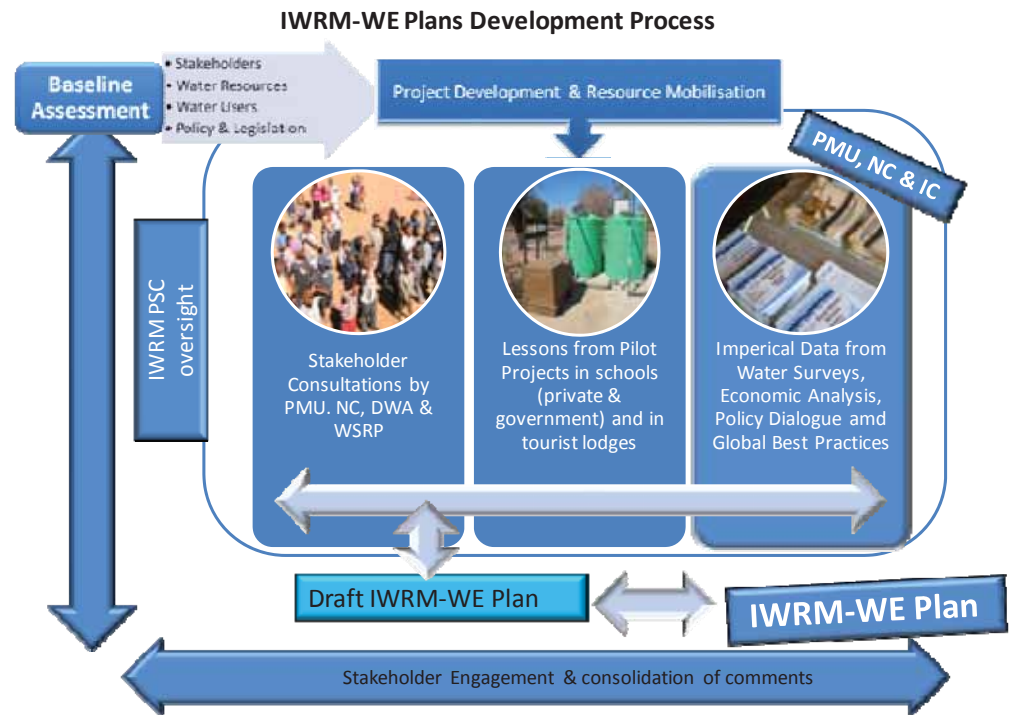 IWRM-WE Plans Development Process
Baseline
Assessment
• Stakeholders
• Water Resources
• Water Users
• Policy & Legislation
Project Development & Resource Mobilisation
PMU, NC & IC
IWRM PSC
oversight
Stakeholder
Consultations by
PMU. NC, DWA &
WSRP
Lessons from Pilot
Projects in schools
(private &
government) and in
tourist lodges
Imperical Data from
Water Surveys,
Economic Analysis,
Policy Dialogue amd
Global Best Practices
Draft IWRM-WE Plan
IWRM-WE Plan
Stakeholder Engagement & consolidation of comments